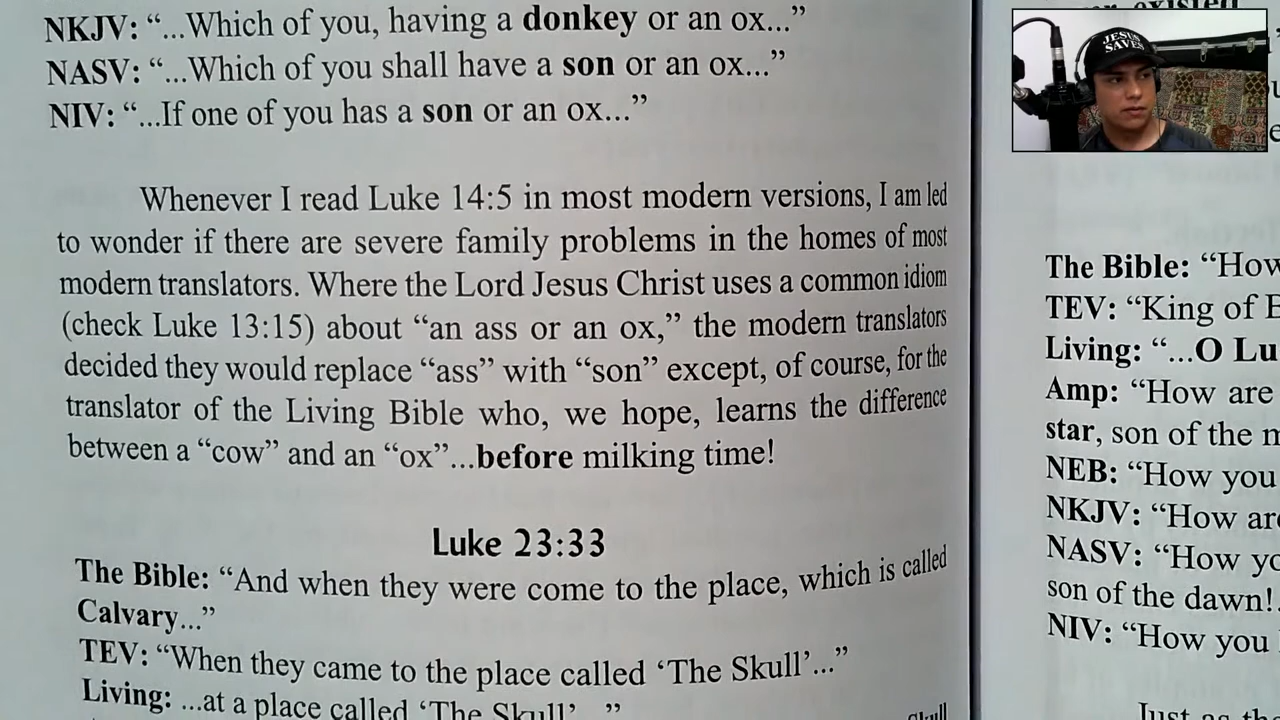 NKJV: “...Which of you, having a donkey or an ox...”
NASV: “...Which of you shall have a son or an ox...”
NIV: “...If one of you has a son or an ox...”
Whenever I read Luke 14:5 in most modern versions, I am led
to wonder if there are severe family problems in the homes of most
modern translators. Where the Lord Jesus Christ uses a common idiom
(check Luke 13:15) about “an ass or an ox,” the modern translators
decided they would replace “ass” with “son” except, of course, for the
translator of the Living Bible who, we hope, learns the difference
between a “cow” and an “ox”...before milking time!
Luke 23:33
The Bible: “And when they were come to the place, which is called
Calvary...”
TEV: “When they came to the place called ‘The Skull’...”
Living: ...at a place called ‘The Skull’...”
Skull
existed
JESUS
SAVES
The Bible: “How
TEV: “King of
Living: “...O Lu
Amp: “How are
star, son of the
NEB: “How you
NKJV: “How
NASV: “How
son of the dawn!
NIV: “How you
Just as